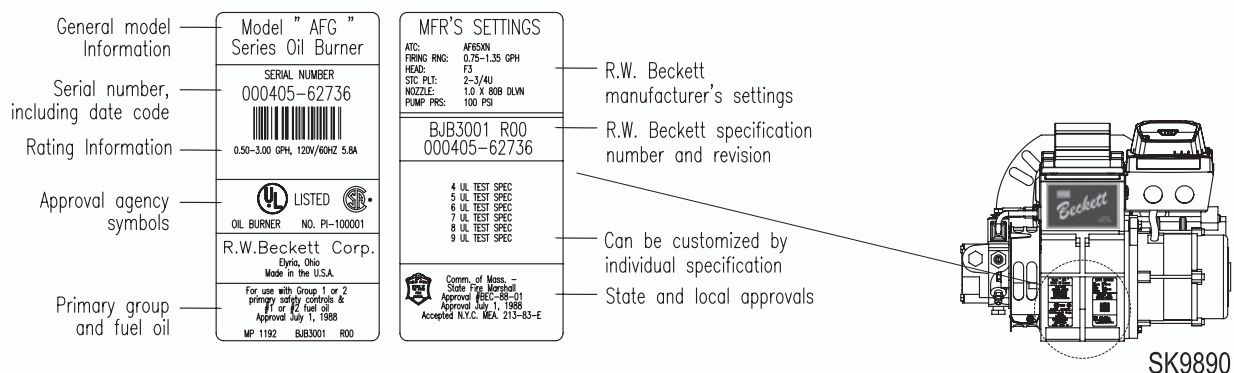 General model
Information
Serial number,
including date code
Rating Information
Approval agency
symbols
Primary group
and fuel oil
Model " AFG "
Series Oil Burner
SERIAL NUMBER
000405-62736
0.50-3.00 GPH, 120V/60HZ 5.8A
UL LISTED SA
OIL BURNER NO. PI-100001
R.W.Beckett Corp.
Elyria, Ohio
Made in the U.S.A.
For use with Group 1 or 2
primary safety controls &
#1 or #2 fuel oil
Approval July 1, 1988
MP 1192 BJB3001 R00
MFR'S SETTINGS
ATC: AF65XN
FIRING RNG: 0.75-1.35 GPH
HEAD: F3
STC PLT: 2-3/4U
NOZZLE: 1.0 X 80B DLVN
PUMP PRS: 100 PSI
BJB3001 R00
000405-62736
4 UL TEST SPEC
5 UL TEST SPEC
6 UL TEST SPEC
7 UL TEST SPEC
8 UL TEST SPEC
9 UL TEST SPEC
Comm. of Mass. -
State Fire Marshall
Approval #BEC-88-01
Approval July 1, 1988
Accepted N.Y.C. MEA. 213-83-E
R.W. Beckett
manufacturer's settings
R.W. Beckett specification
number and revision
Can be customized by
individual specification
State and local approvals
Beckett
SK9890